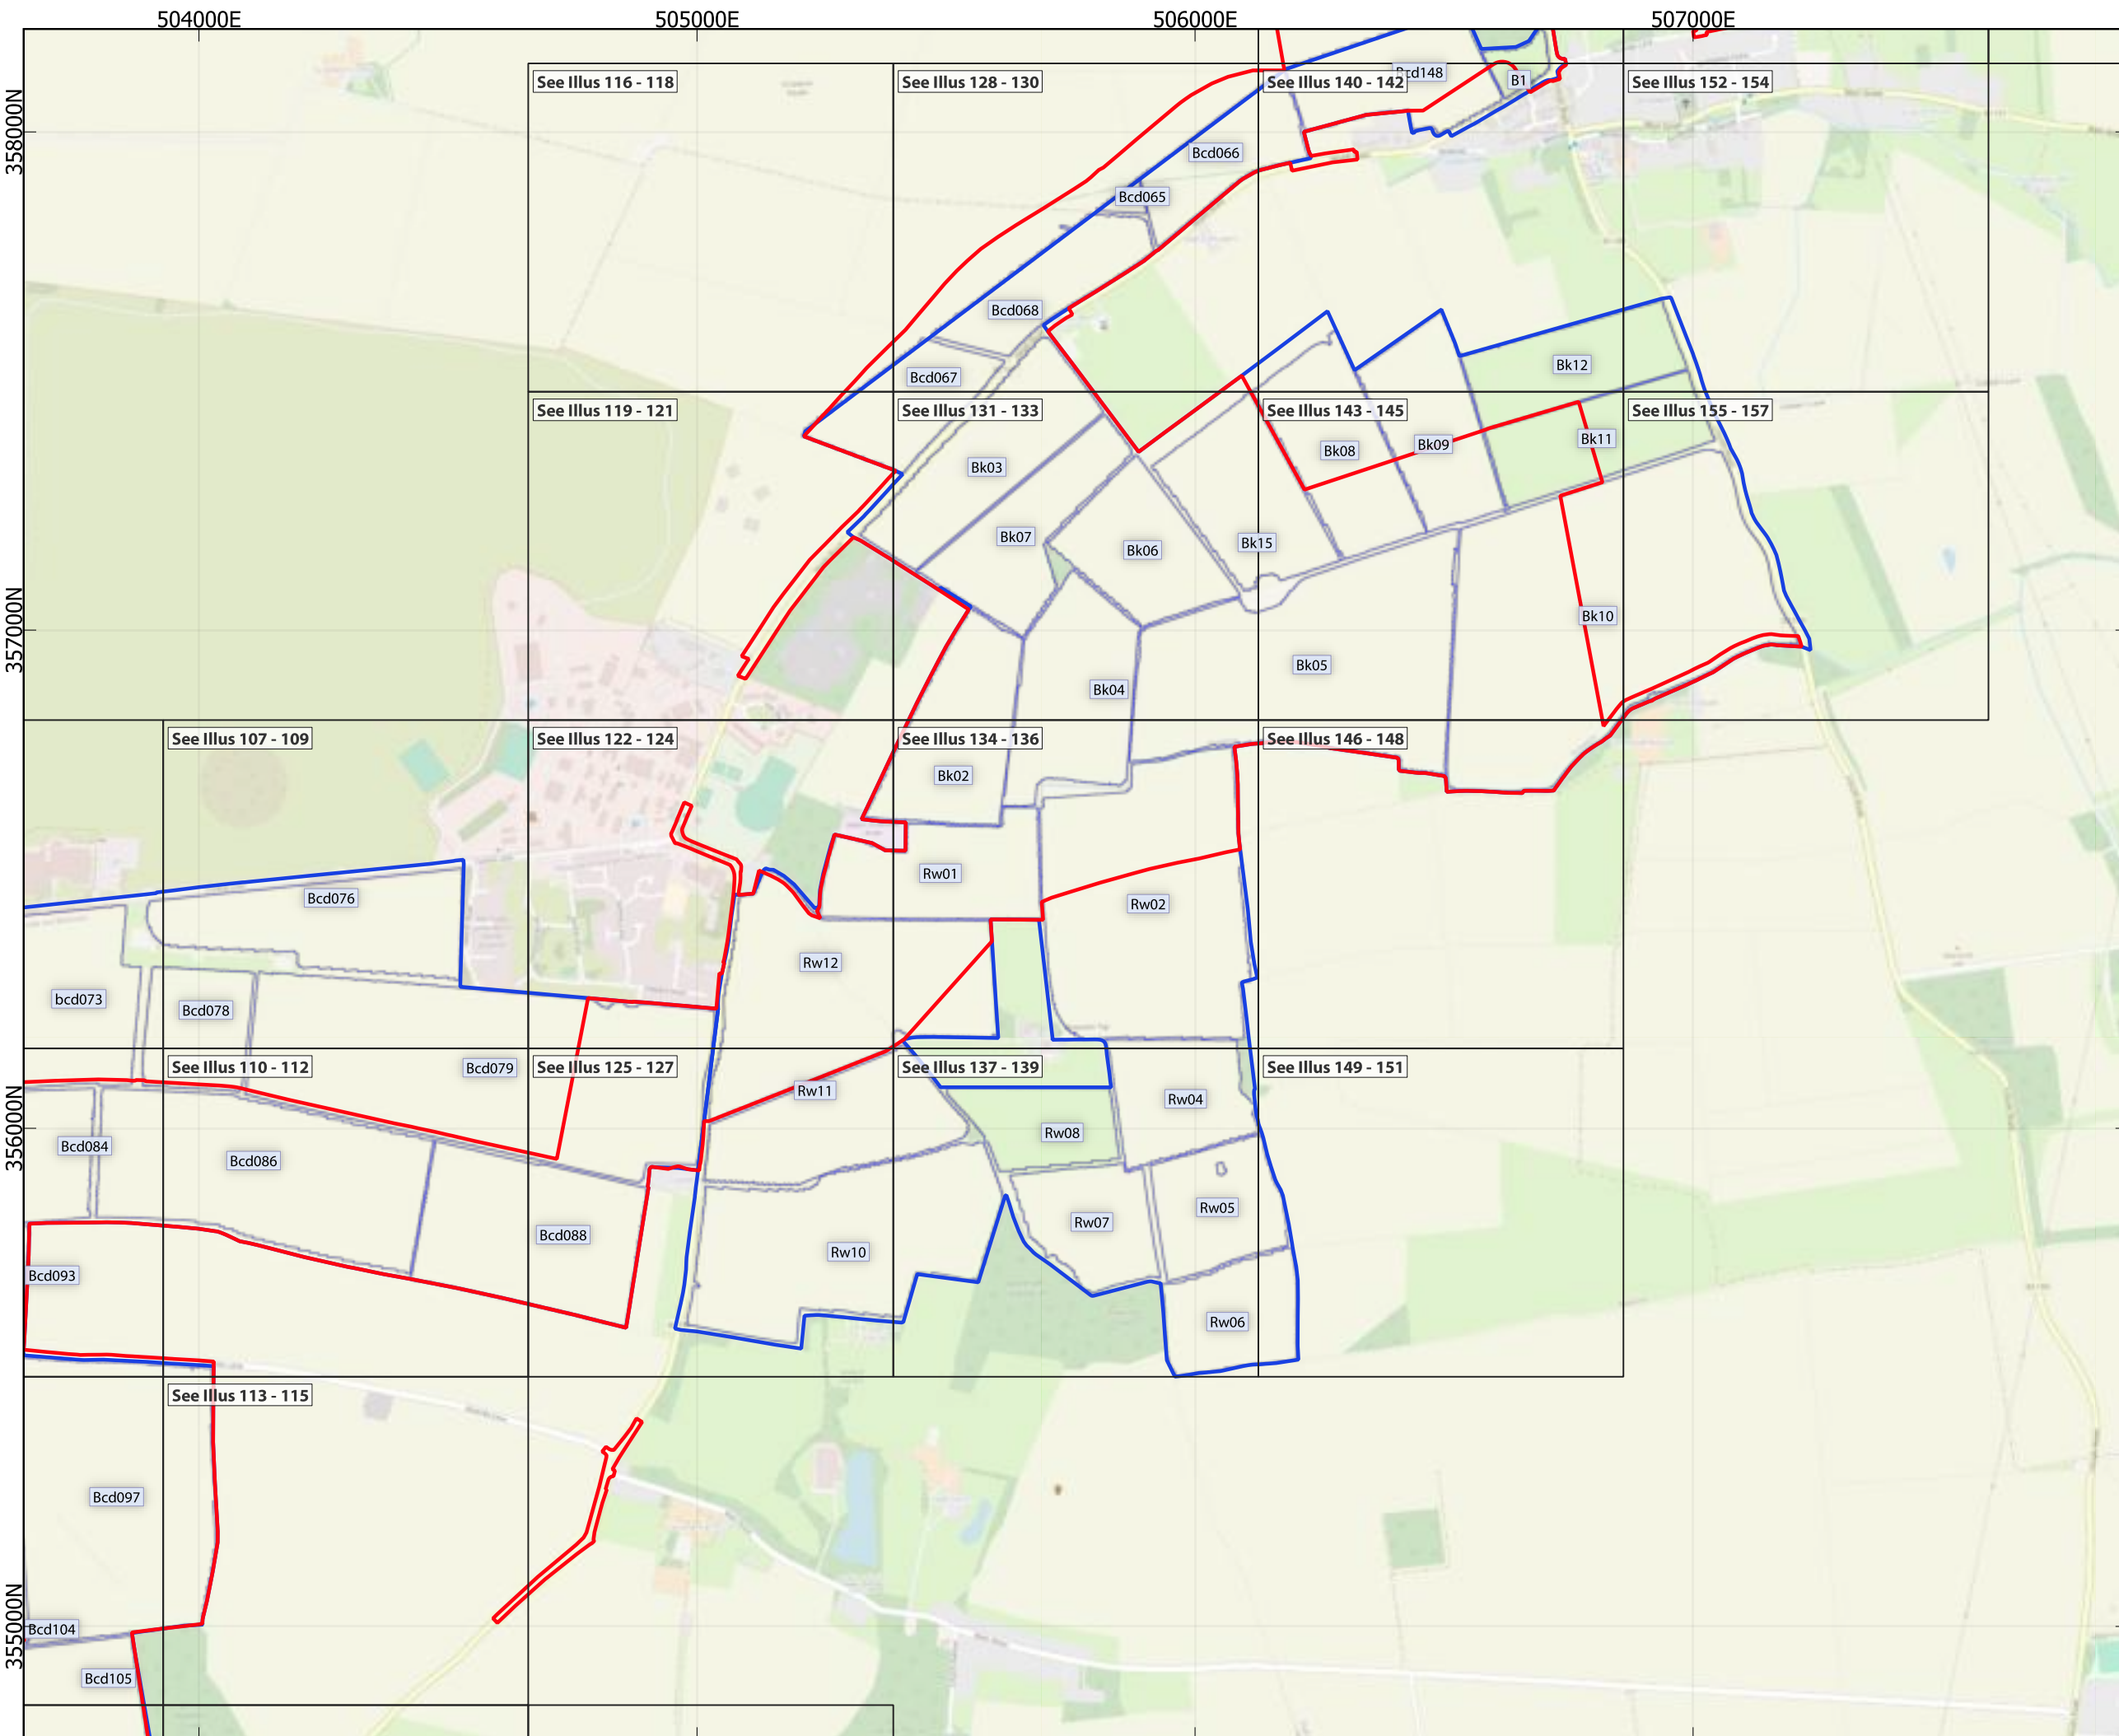 504000E 505000E 506000E 507000E
358000N
357000N
356000N
355000N
Bcd148
B1
See Illus 116 - 118
See Illus 128 - 130
See Illus 140 - 142
See Illus 152 - 154
Bcd066
Bcd065
Bcd068
Bk12
Bcd067
See Illus 119 - 121
See Illus 131 - 133
See Illus 143 - 145
See Illus 155 - 157
Bk11
Bk09
Bk08
Bk03
Bk07
Bk15
Bk06
Bk10
Bk05
Bk04
See Illus 107 - 109
See Illus 122 - 124
See Illus 134 - 136
See Illus 146 - 148
Bk02
Rw01
Bcd076
Rw02
Rw12
bcd073
Bcd078
See Illus 110 - 112
Bcd079
See Illus 125 - 127
See Illus 137 - 139
See Illus 149 - 151
Rw11
Rw04
Rw08
Bcd084
Bcd086
Rw05
Rw07
Bcd088
Rw10
Bcd093
Rw06
See Illus 113 - 115
Bcd097
Bcd104
Bcd105